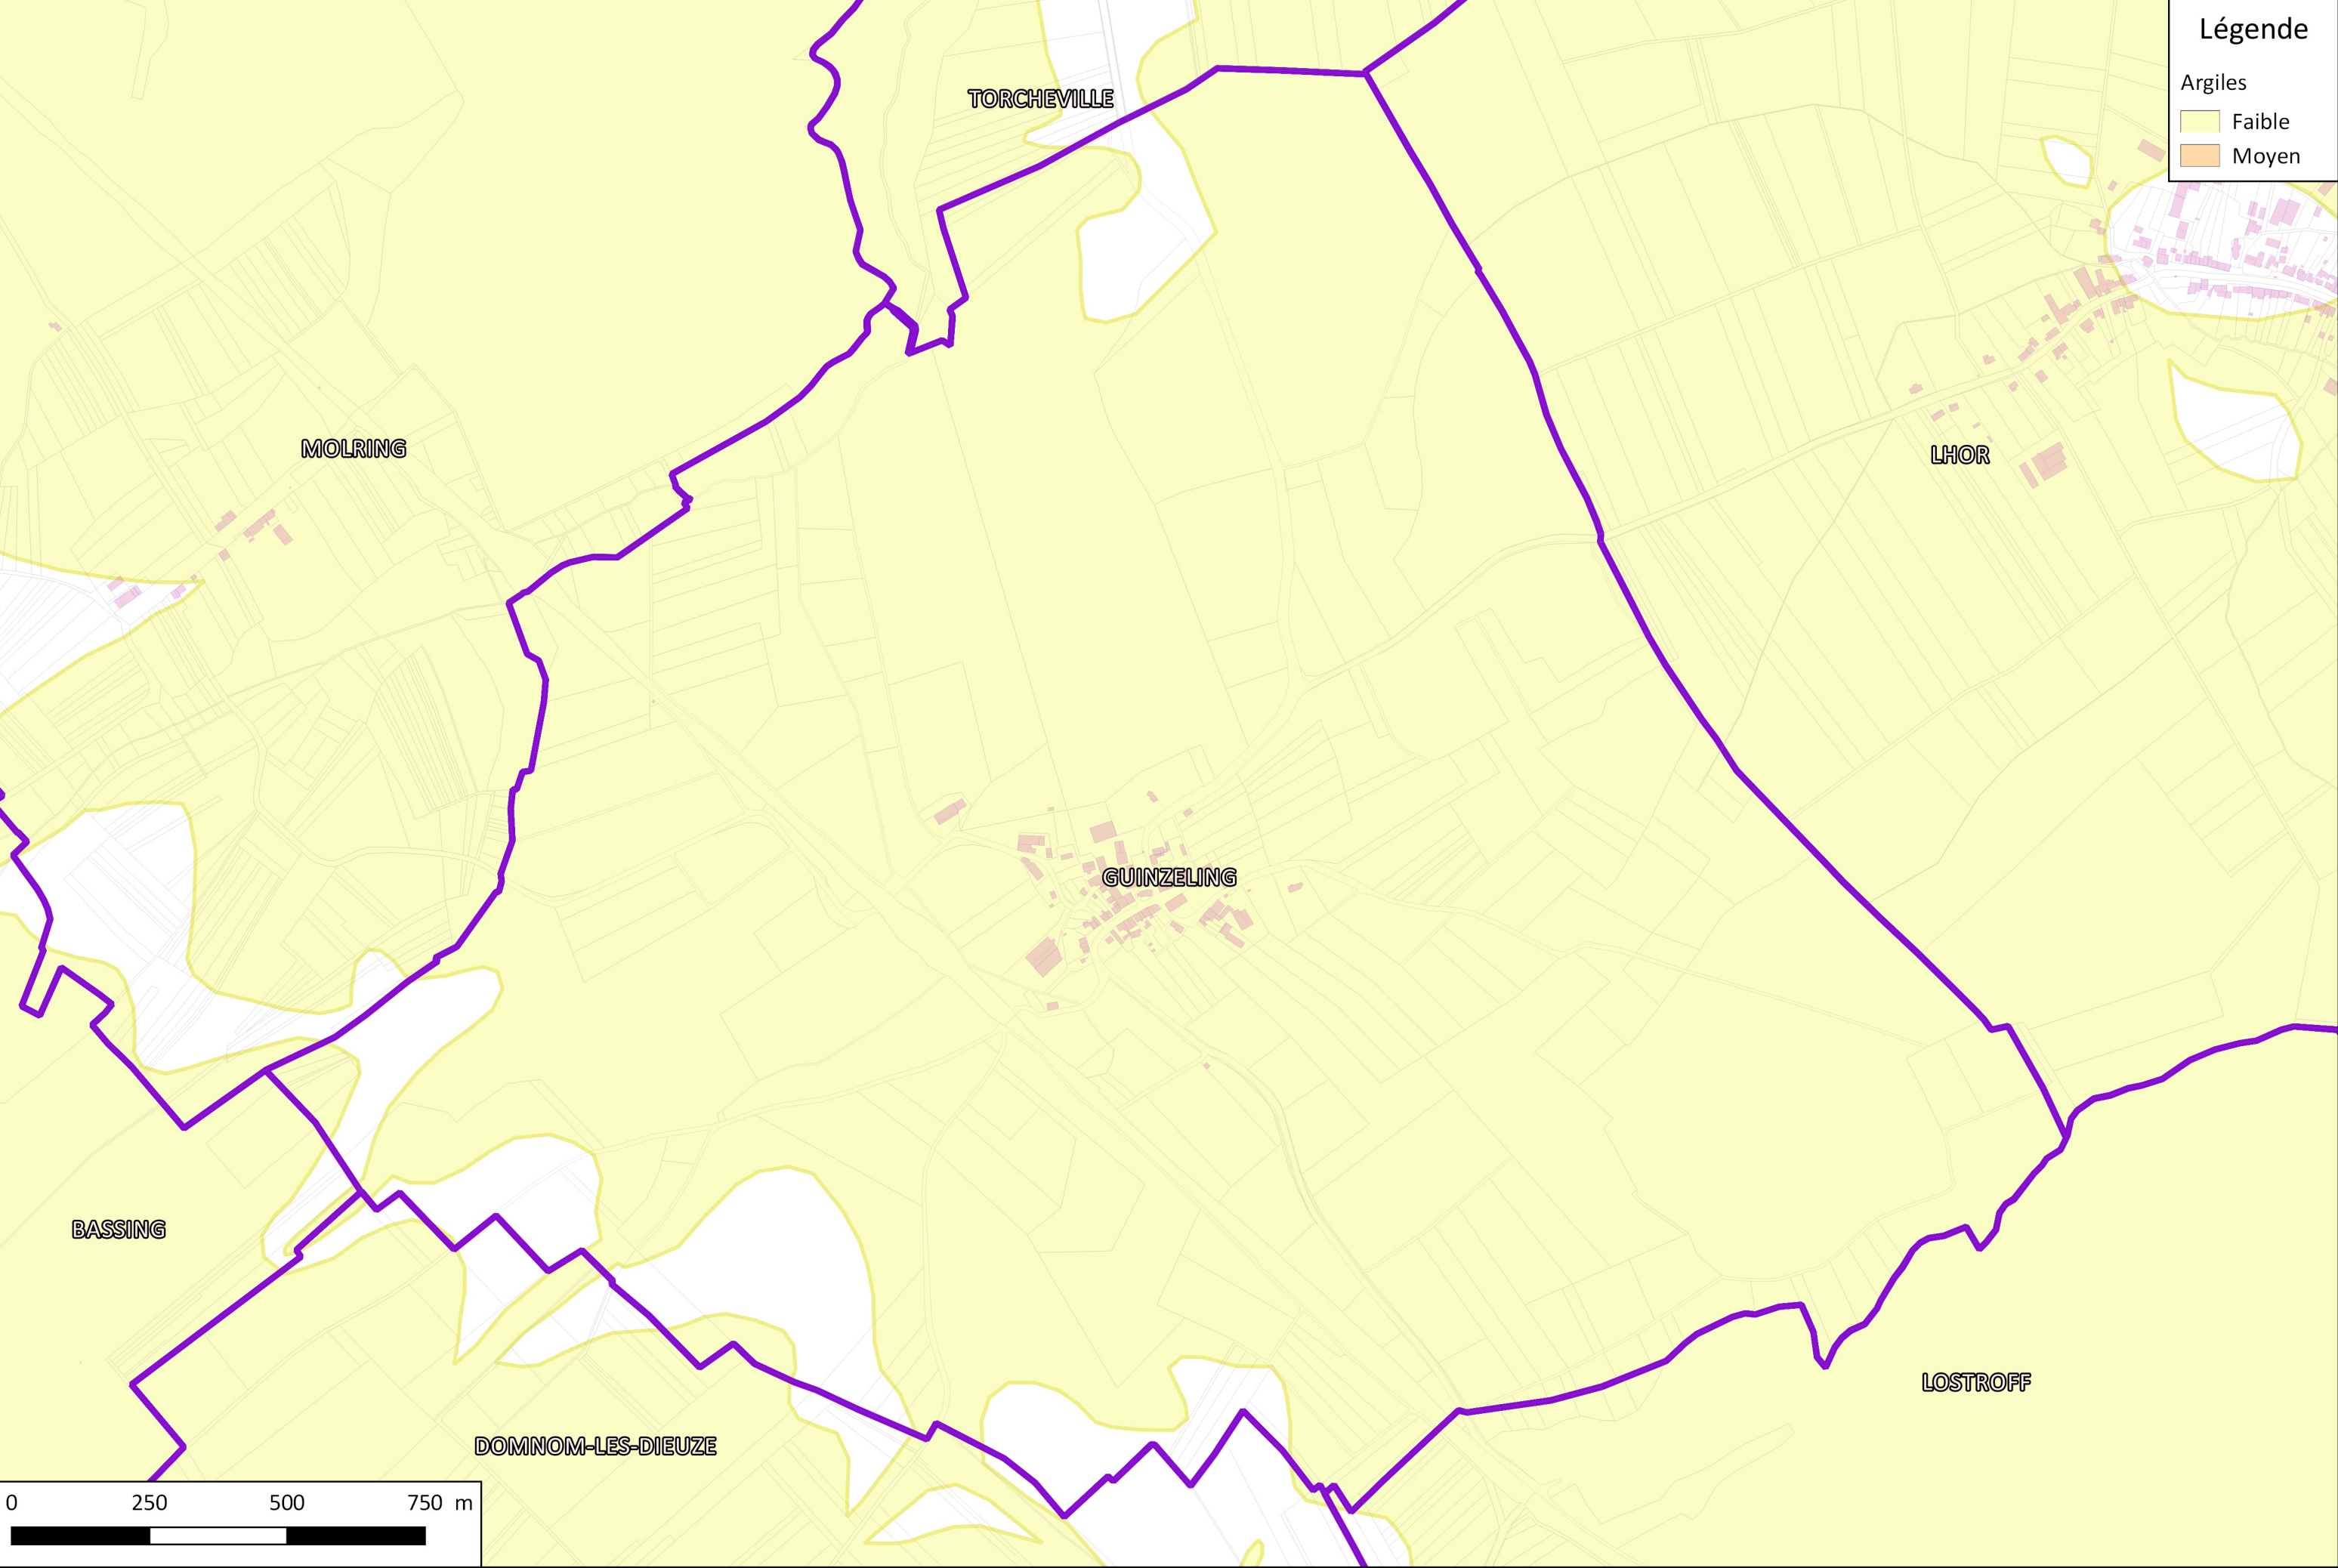 Légende
Argiles
Faible
Moyen
TORCHEVILLE
MOLRING
LHOR
GUINZELING
BASSING
LOSTROFF
DOMNOM-LES-DIEUZE
0 250 500 750 m